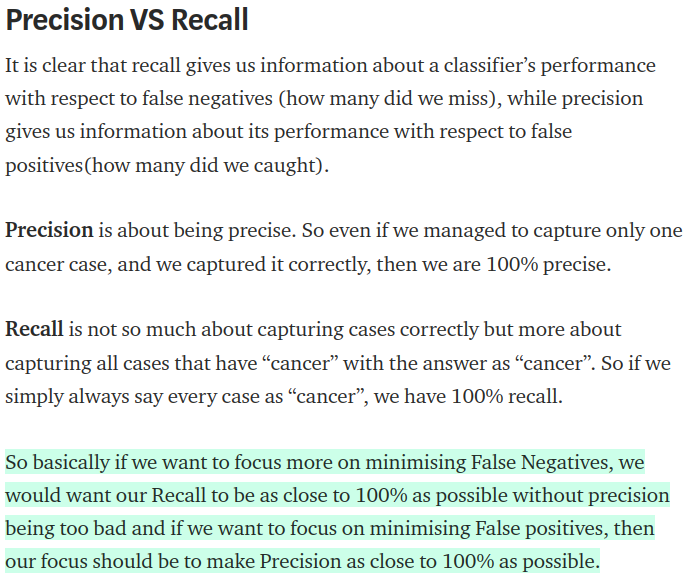 Precision VS Recall
It is clear that recall gives us information about a classifier’s performance
with respect to false negatives (how many did we miss), while precision
gives us information about its performance with respect to false
positives(how many did we caught).
Precision is about being precise. So even if we managed to capture only one
cancer case, and we captured it correctly, then we are 100% precise.
Recall is not so much about capturing cases correctly but more about
capturing all cases that have “cancer” with the answer as “cancer”. So if we
simply always say every case as “cancer”, we have 100% recall.
So basically if we want to focus more on minimising False Negatives, we
would want our Recall to be as close to 100% as possible without precision
being too bad and if we want to focus on minimising False positives, then
our focus should be to make Precision as close to 100% as possible.